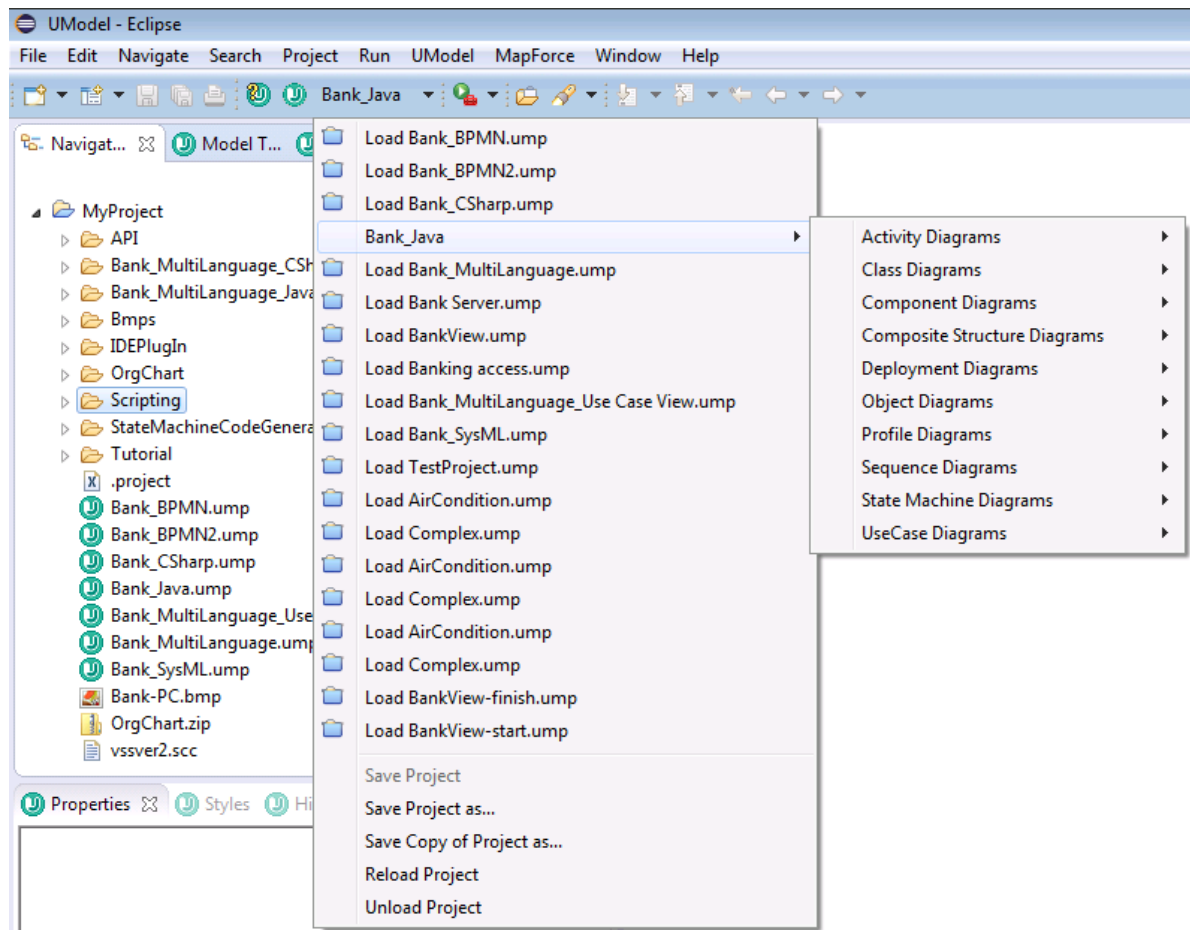 UModel - Eclipse
File Edit Navigate Search Project Run UModel MapForce Window Help
Bank_Java
Navigat... Model T...
MyProject
API
Bank_MultiLanguage_CSh
Bank_MultiLanguage_Java
Bmps
IDEPlugIn
OrgChart
Scripting
StateMachineCodeGenera
Tutorial
.project
Bank_BPMN.ump
Bank_BPMN2.ump
Bank_CSharp.ump
Bank_Java.ump
Bank_MultiLanguage_Use
Bank_MultiLanguage.ump
Bank_SysML.ump
Bank-PC.bmp
OrgChart.zip
vssver2.scc
Properties Styles Hi
Load Bank_BPMN.ump
Load Bank_BPMN2.ump
Load Bank_CSharp.ump
Bank_Java
Load Bank_MultiLanguage.ump
Load Bank Server.ump
Load BankView.ump
Load Banking access.ump
Load Bank_MultiLanguage_Use Case View.ump
Load Bank_SysML.ump
Load TestProject.ump
Load AirCondition.ump
Load Complex.ump
Load AirCondition.ump
Load Complex.ump
Load AirCondition.ump
Load Complex.ump
Load BankView-finish.ump
Load BankView-start.ump
Save Project
Save Project as...
Save Copy of Project as...
Reload Project
Unload Project
Activity Diagrams
Class Diagrams
Component Diagrams
Composite Structure Diagrams
Deployment Diagrams
Object Diagrams
Profile Diagrams
Sequence Diagrams
State Machine Diagrams
UseCase Diagrams